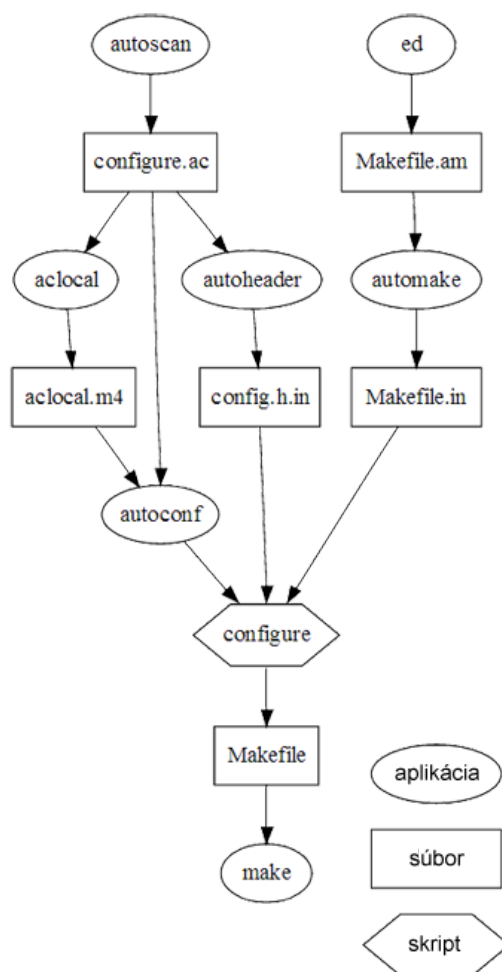 autoscan
ed
configure.ac
Makefile.am
aclocal
autoheader
automake
aclocal.m4
config.h.in
Makefile.in
autoconf
configure
Makefile
aplikácia
súbor
make
skript